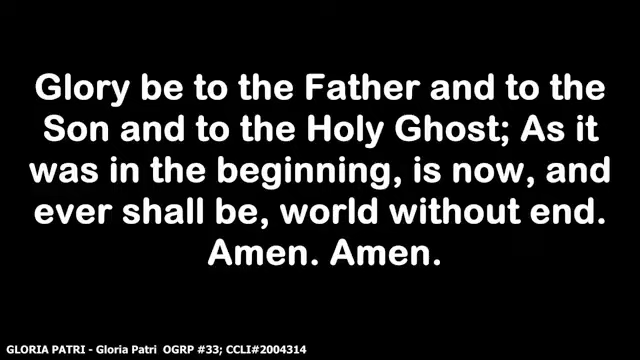 Glory be to the Father and to the
Son and to the Holy Ghost; As it
was in the beginning, is now, and
ever shall be, world without end.
Amen. Amen.
GLORIA PATRI - Gloria Patri  OGRP #33; CCLI#2004314